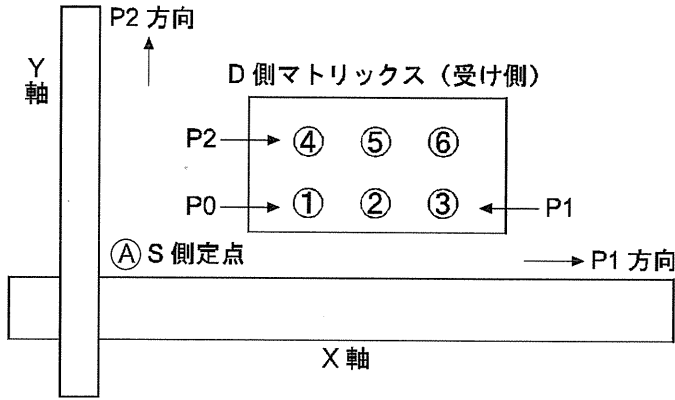 P2 方向
Y
軸
D 側マトリックス（受け側）
P2 ④ ⑤ ⑥
P0 ① ② ③ P1
Ⓐ S 側定点
P1 方向
X 軸